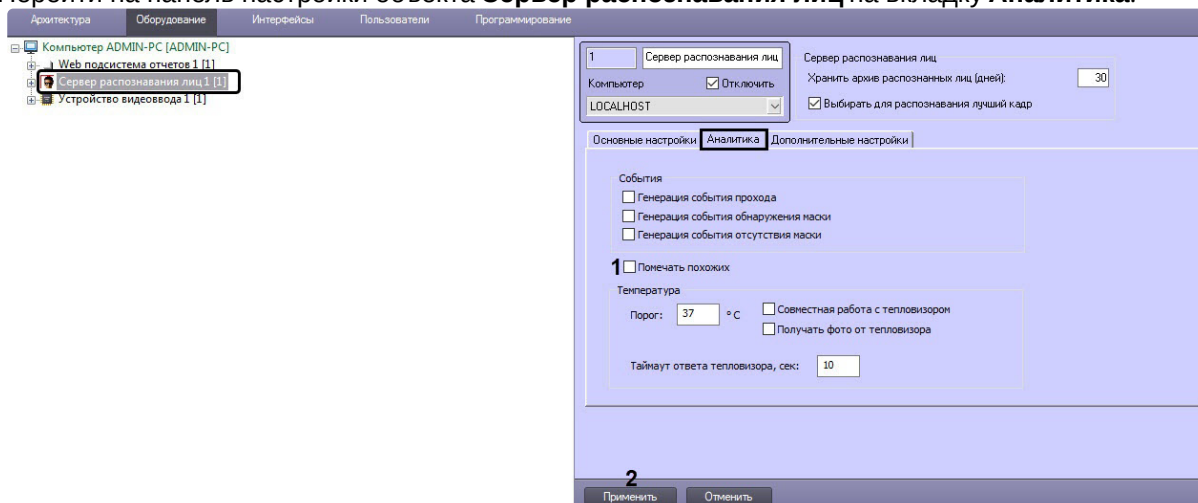 Перейти на панель настройки объекта Сервер распознавания лиц на вкладку Аналитика.
Архитектура Оборудование Интерфейсы Пользователи Программирование
Компьютер ADMIN-PC [ADMIN-PC]
Web подсистема отчетов 1 [1]
Сервер распознавания лиц 1 [1]
Устройство видеоввода 1 [1]
1 Сервер распознавания лиц
Компьютер Отключить
LOCALHOST
Сервер распознавания лиц
Хранить архив распознанных лиц (дней): 30
Выбирать для распознавания лучший кадр
Основные настройки Аналитика Дополнительные настройки
События
Генерация события прохода
Генерация события обнаружения маски
Генерация события отсутствия маски
1 Помечать похожих
Температура
Порог: 37 ° C Совместная работа с тепловизором
Получать фото от тепловизора
Таймаут ответа тепловизора, сек: 10
2
Применить Отменить